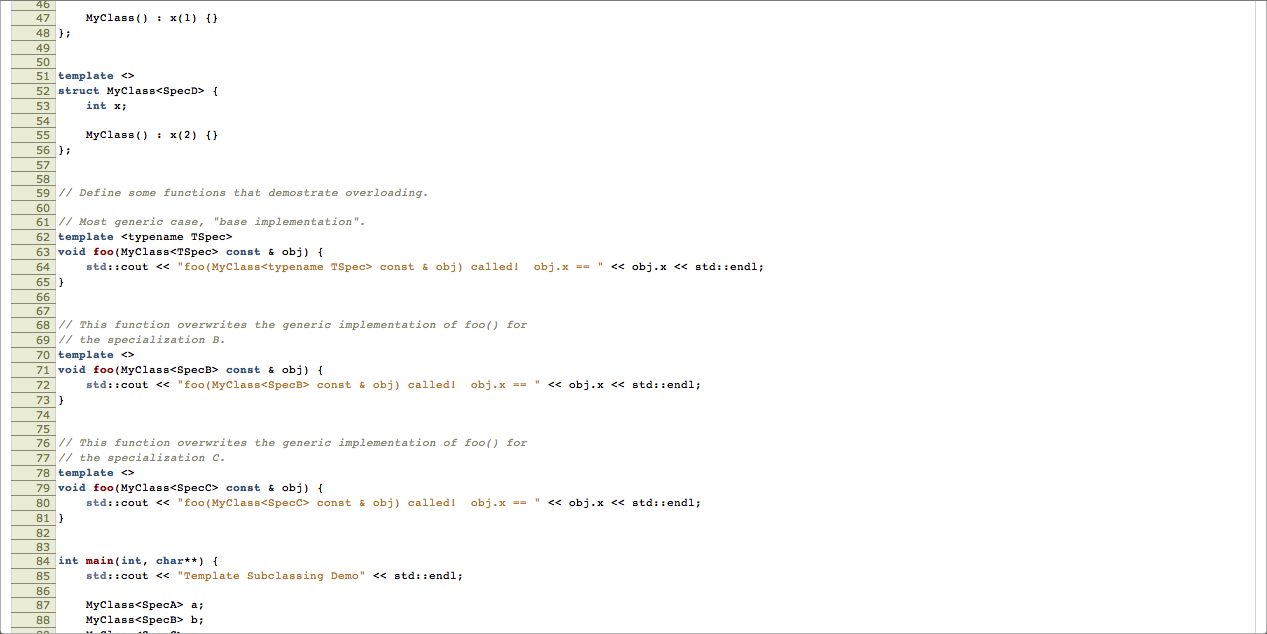 46
47 MyClass() : x(1) {}
48 };
49
50
51 template <>
52 struct MyClass<SpecD> {
53 int x;
54
55 MyClass() : x(2) {}
56 };
57
58
59 // Define some functions that demostrate overloading.
60
61 // Most generic case, "base implementation".
62 template <typename TSpec>
63 void foo(MyClass<TSpec> const & obj) {
64 std::cout << "foo(MyClass<typename TSpec> const & obj) called!  obj.x == " << obj.x << std::endl;
65 }
66
67
68 // This function overwrites the generic implementation of foo() for
69 // the specialization B.
70 template <>
71 void foo(MyClass<SpecB> const & obj) {
72 std::cout << "foo(MyClass<SpecB> const & obj) called!  obj.x == " << obj.x << std::endl;
73 }
74
75
76 // This function overwrites the generic implementation of foo() for
77 // the specialization C.
78 template <>
79 void foo(MyClass<SpecC> const & obj) {
80 std::cout << "foo(MyClass<SpecC> const & obj) called!  obj.x == " << obj.x << std::endl;
81 }
82
83
84 int main(int, char**) {
85 std::cout << "Template Subclassing Demo" << std::endl;
86
87 MyClass<SpecA> a;
88 MyClass<SpecB> b;